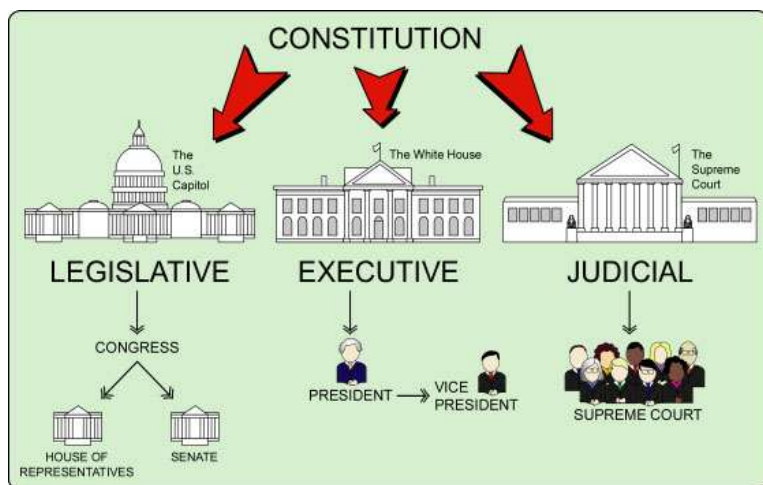 CONSTITUTION
The
U.S.
Capitol
The White House
The
Supreme
Court
LEGISLATIVE
EXECUTIVE
JUDICIAL
CONGRESS
HOUSE OF
REPRESENTATIVES
SENATE
PRESIDENT
VICE
PRESIDENT
SUPREME COURT